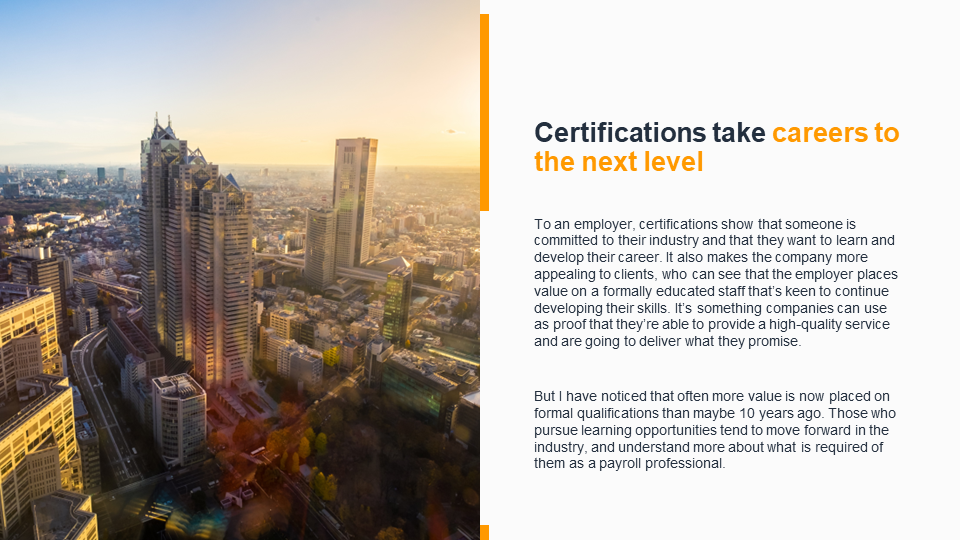 Certifications take careers to
the next level
To an employer, certifications show that someone is
committed to their industry and that they want to learn and
develop their career. It also makes the company more
appealing to clients, who can see that the employer places
value on a formally educated staff that’s keen to continue
developing their skills. It’s something companies can use
as proof that they’re able to provide a high-quality service
and are going to deliver what they promise.
But I have noticed that often more value is now placed on
formal qualifications than maybe 10 years ago. Those who
pursue learning opportunities tend to move forward in the
industry, and understand more about what is required of
them as a payroll professional.